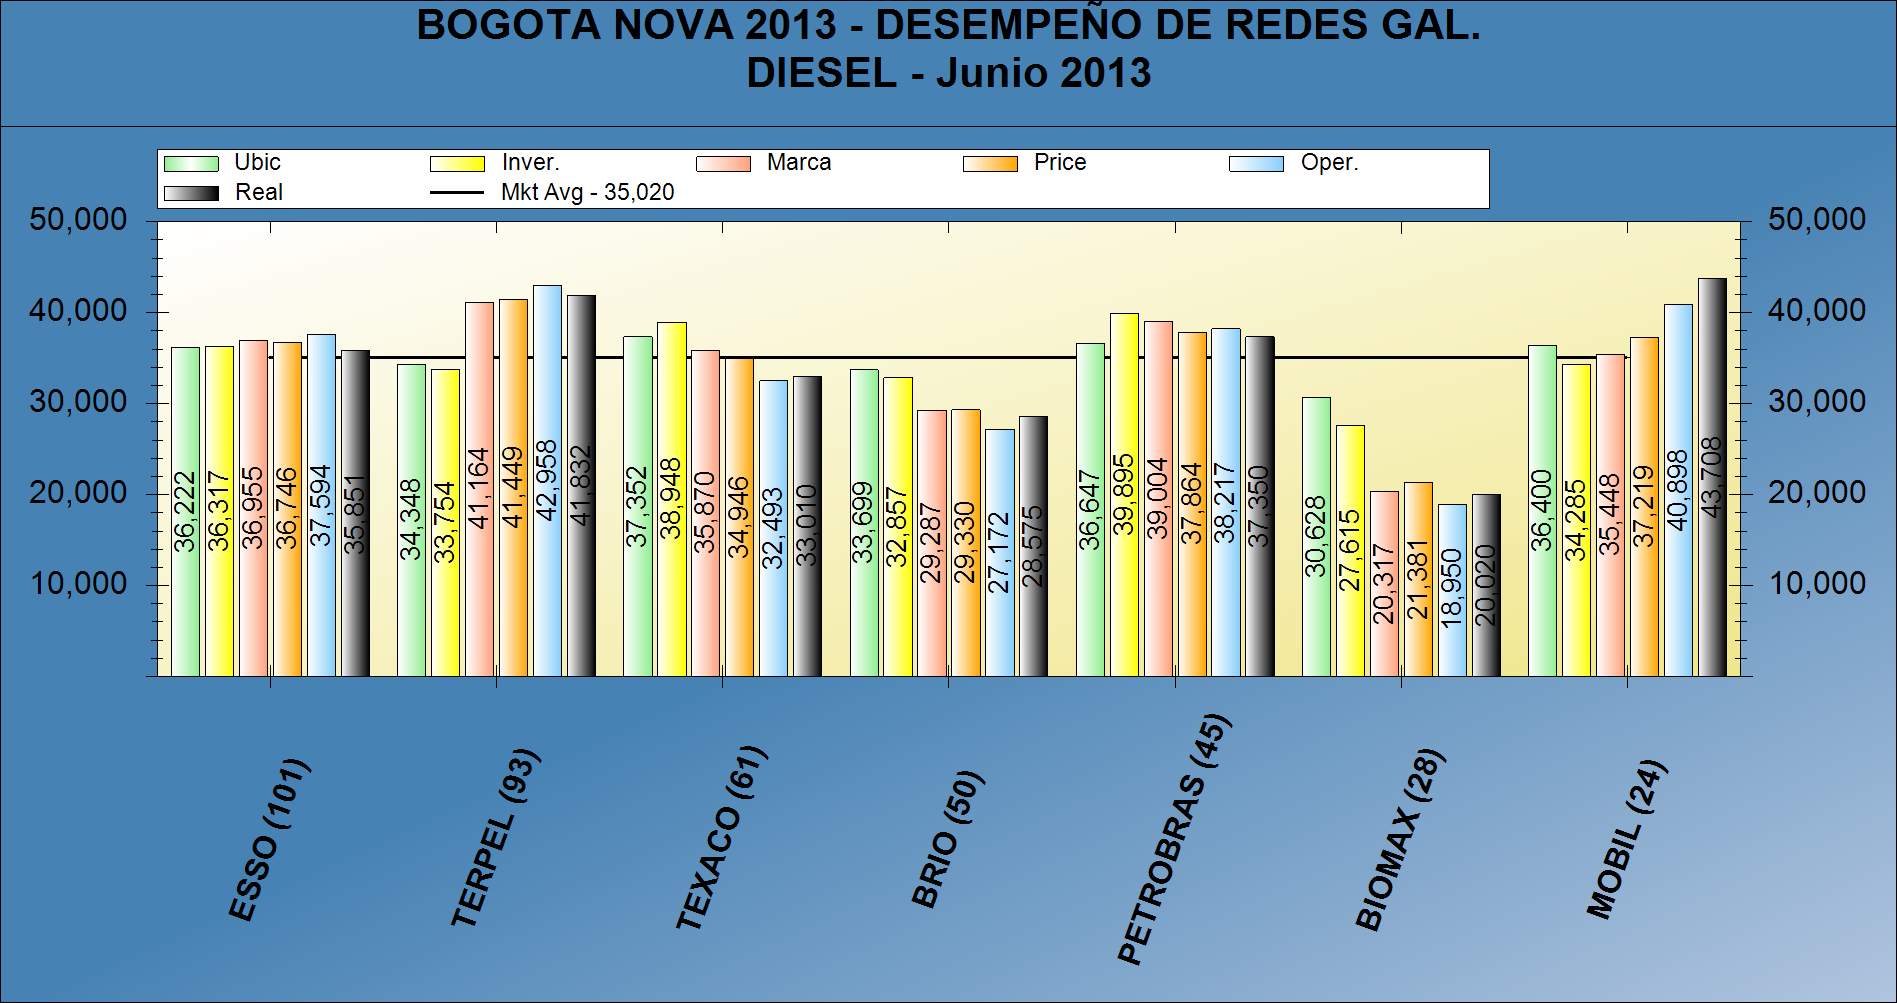 BOGOTA NOVA 2013 - DESEMPEÑO DE REDES GAL.
DIESEL - Junio 2013
Ubic Inver. Marca Price Oper.
Real Mkt Avg - 35,020
50,000 50,000
40,000 40,000
30,000 30,000
20,000 20,000
10,000 10,000
36,222 36,317 36,955 36,746 37,594 35,851
34,348 33,754 41,164 41,449 42,958 41,832
37,352 38,948 35,870 34,946 32,493 33,010
33,699 32,857 29,287 29,330 27,172 28,575
36,647 39,895 39,004 37,864 38,217 37,350
30,628 27,615 20,317 21,381 18,950 20,020
36,400 34,285 35,448 37,219 40,898 43,708
ESSO (101)
TERPEL (93)
TEXACO (61)
BRIO (50)
PETROBRAS (45)
BIOMAX (28)
MOBIL (24)